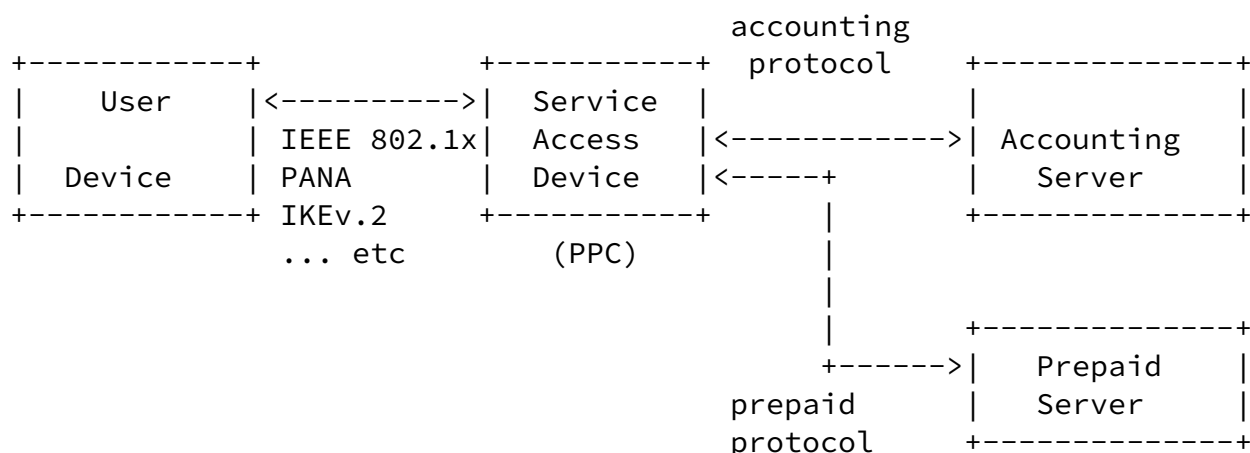 accounting
protocol
User Service
IEEE 802.1x Access Accounting
Device PANA Device Server
IKEv.2
... etc (PPC)
Prepaid
prepaid Server
protocol